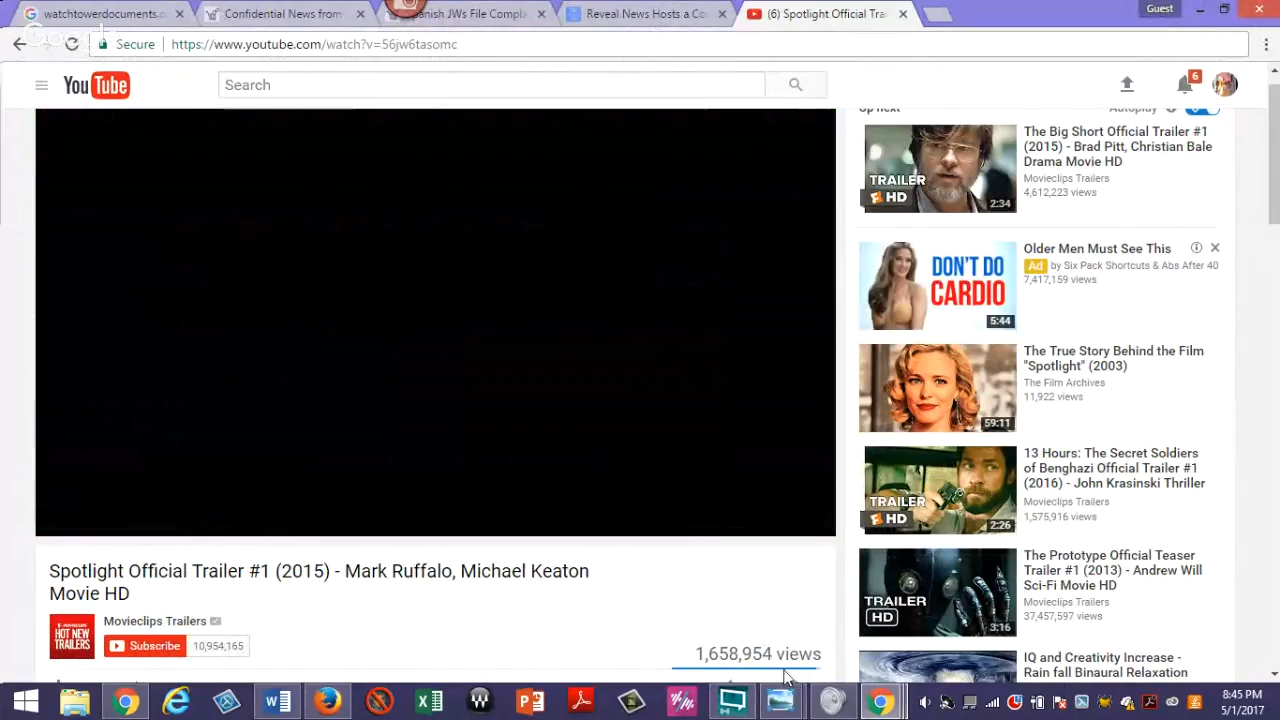 watchtowerdocuments.c
Confidential News from
nish JW File Compli
Reveal News Hosts a Co
(6) Spotlight Official Tra
Guest
Secure
https://www.youtube.com/watch?v=56jw6tasomc
YouTube
Search
6
Up next
Autoplay
The Big Short Official Trailer #1
(2015) - Brad Pitt, Christian Bale
Drama Movie HD
Movieclips Trailers
4,612,223 views
TRAILER
HD
2:34
Older Men Must See This
Ad by Six Pack Shortcuts & Abs After 40
7,417,159 views
DON'T DO
CARDIO
5:44
The True Story Behind the Film
"Spotlight" (2003)
The Film Archives
11,922 views
59:11
13 Hours: The Secret Soldiers
of Benghazi Official Trailer #1
(2016) - John Krasinski Thriller
Movieclips Trailers
1,575,916 views
TRAILER
HD
2:26
The Prototype Official Teaser
Trailer #1 (2013) - Andrew Will
Sci-Fi Movie HD
Movieclips Trailers
37,457,597 views
TRAILER
HD
3:16
IQ and Creativity Increase -
Rain fall Binaural Relaxation
Spotlight Official Trailer #1 (2015) - Mark Ruffalo, Michael Keaton
Movie HD
HOT NEW
TRAILERS
Movieclips Trailers
Subscribe 10,954,165
1,658,954 views
8:45 PM
5/1/2017